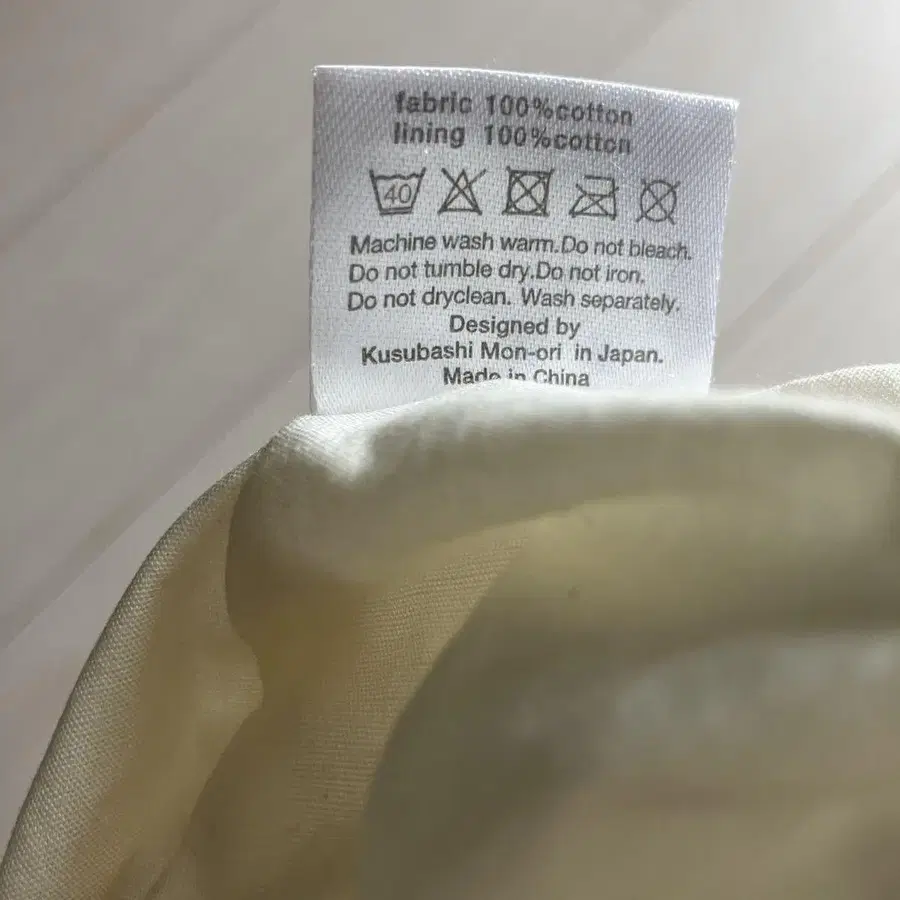 fabric 100%cotton
lining 100%cotton
40
Machine wash warm.Do not bleach.
Do not tumble dry.Do not iron.
Do not dryclean. Wash separately.
Designed by
Kusubashi Mon-ori in Japan.
Made in China